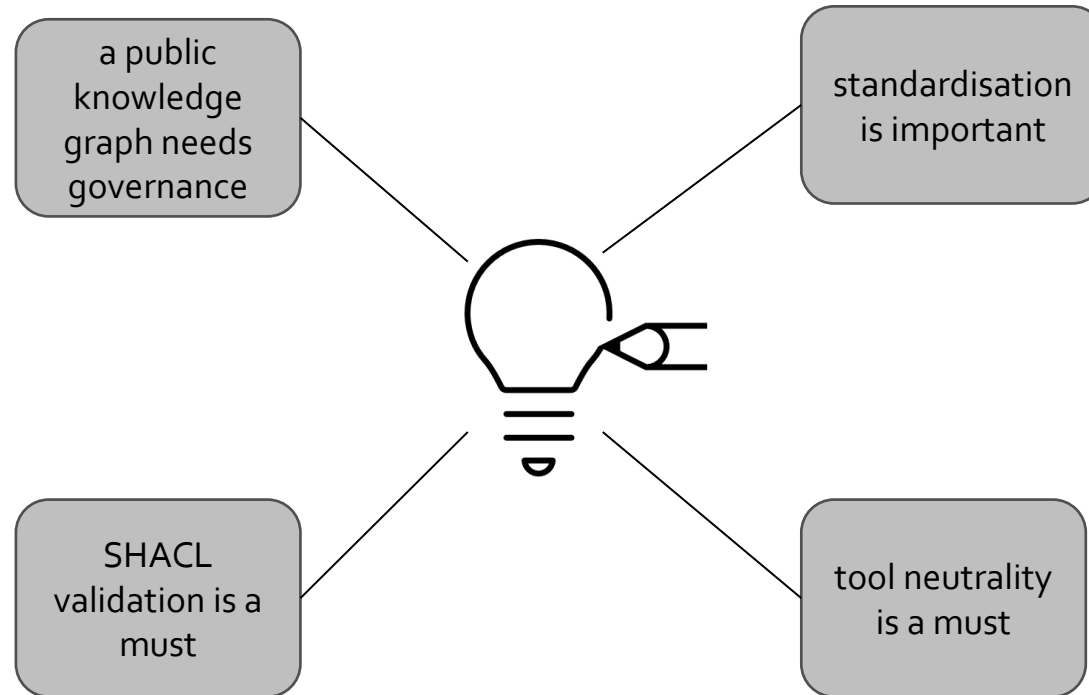 a public
knowledge
graph needs
governance
standardisation
is important
SHACL
validation is a
must
tool neutrality
is a must